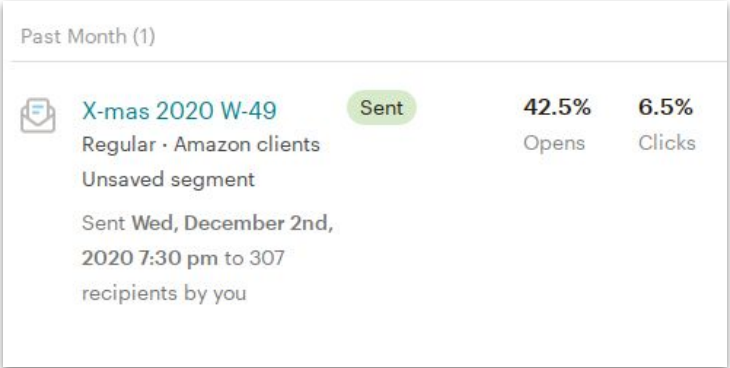 Past Month (1)
X-mas 2020 W-49
Sent
42.5%
6.5%
Regular · Amazon clients
Opens
Clicks
Unsaved segment
Sent Wed, December 2nd,
2020 7:30 pm to 307
recipients by you